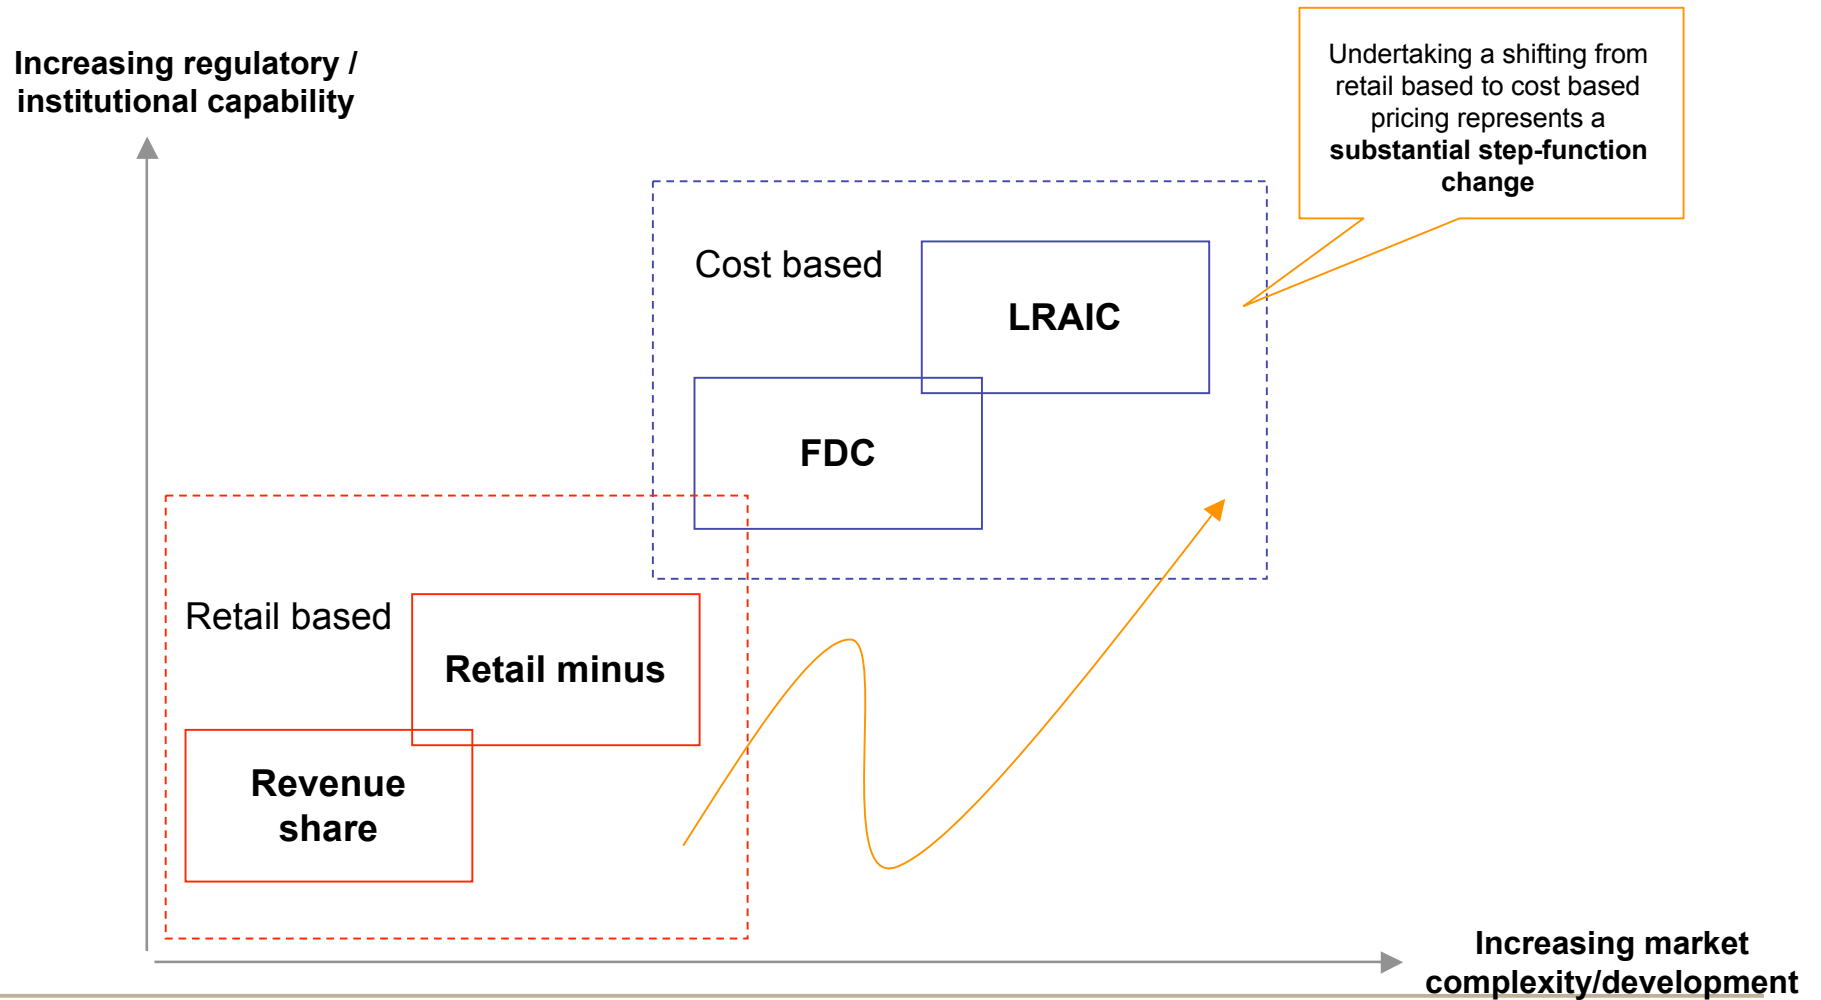 Increasing regulatory /
institutional capability
Undertaking a shifting from
retail based to cost based
pricing represents a
substantial step-function
change
Cost based
LRAIC
FDC
Retail based
Retail minus
Revenue
share
Increasing market
complexity/development